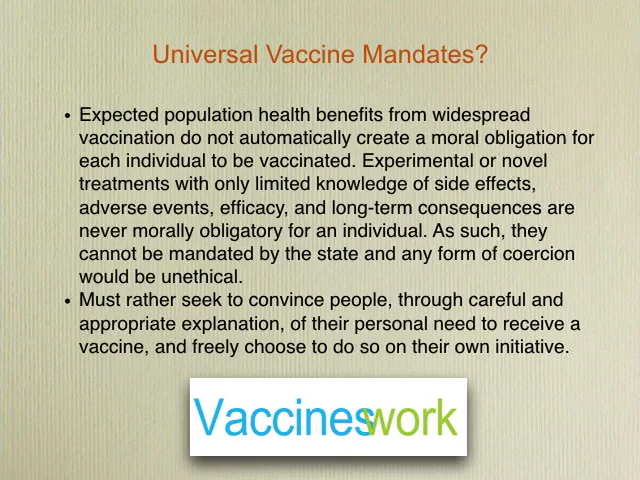 Universal Vaccine Mandates?
• Expected population health benefits from widespread
vaccination do not automatically create a moral obligation for
each individual to be vaccinated. Experimental or novel
treatments with only limited knowledge of side effects,
adverse events, efficacy, and long-term consequences are
never morally obligatory for an individual. As such, they
cannot be mandated by the state and any form of coercion
would be unethical.
• Must rather seek to convince people, through careful and
appropriate explanation, of their personal need to receive a
vaccine, and freely choose to do so on their own initiative.
Vaccineswork